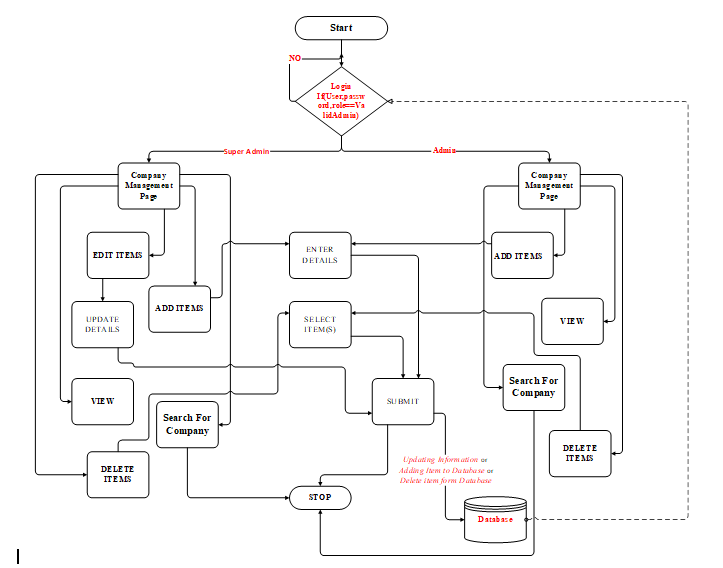 Start
NO
Login
If(User,passw
ord,role==Va
lidAdmin)
Super Admin
Admin
Company
Management
Page
Company
Management
Page
EDIT ITEMS
ENTER
DETAILS
ADD ITEMS
ADD ITEMS
UPDATE
DETAILS
SELECT
ITEM(S)
VIEW
VIEW
SUBMIT
Search For
Company
Search For
Company
DELETE
ITEMS
DELETE
ITEMS
Updating Information or
Adding Item to Database or
Delete item form Database
STOP
Database